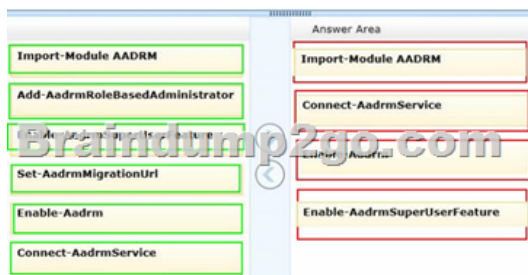 Answer Area
Import-Module AADRM
Import-Module AADRM
Add-AadrmRoleBasedAdministrator
Connect-AadrmService
Braindump2go.com
Set-AadrmMigrationUrl
Enable-Aadrm
Enable-AadrmSuperUserFeature
Connect-AadrmService